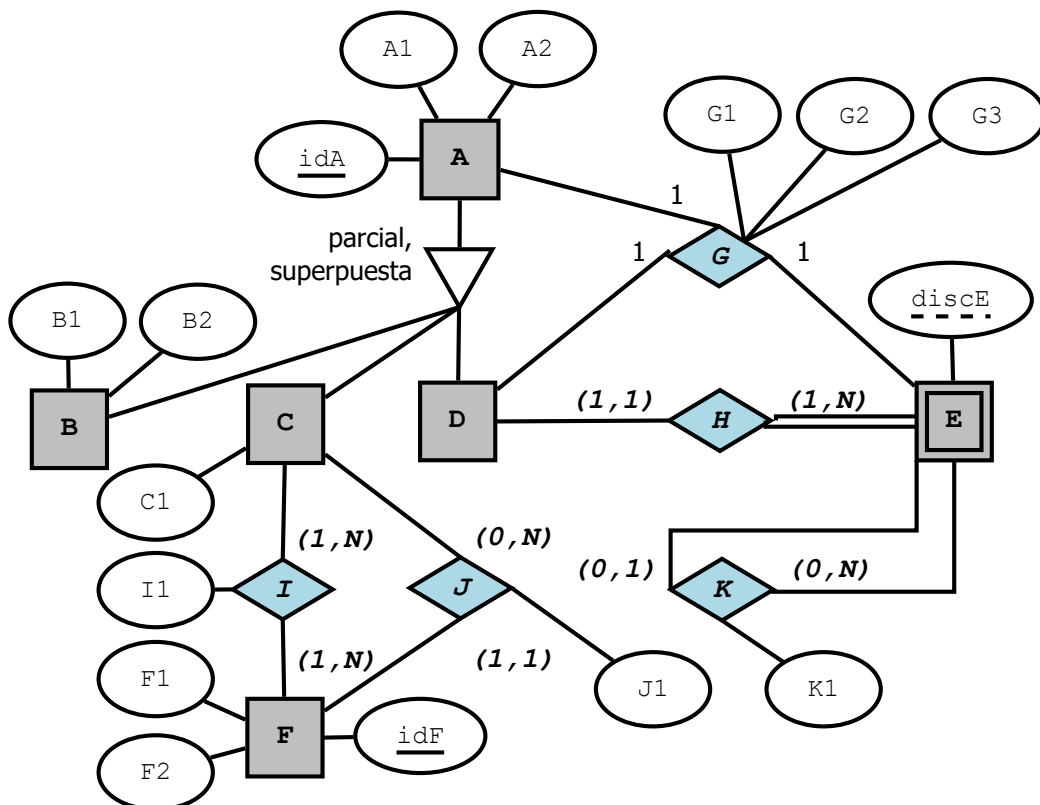 A1
A2
G1
G2
G3
idA
A
1
parcial,
superpuesta
1
G
1
discE
B1
B2
B
C
D
(1,1)
H
(1,N)
E
C1
(1,N)
(0,N)
I1
I
J
(0,1)
K
(0,N)
(1,N)
(1,1)
F1
J1
K1
F
idF
F2